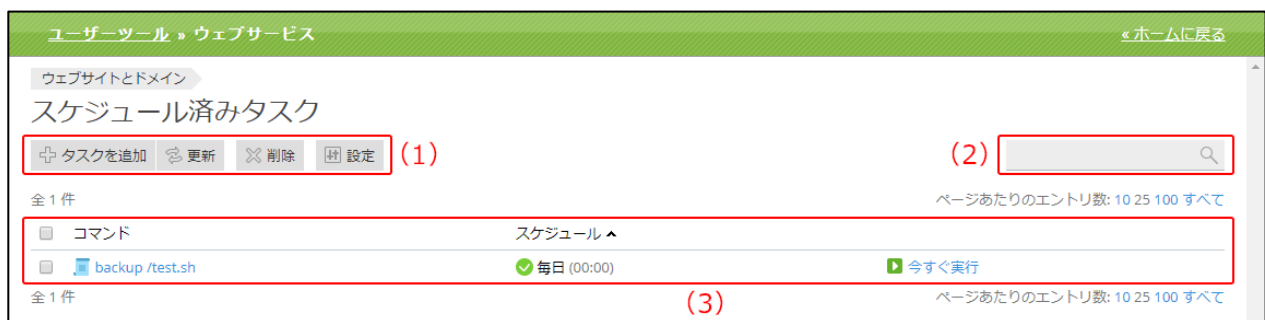 ユーザーツール » ウェブサービス «ホームに戻る
ウェブサイトとドメイン
スケジュール済みタスク
タスクを追加 更新 削除 設定 (1) (2)
全 1 件 ページあたりのエントリ数: 10 25 100 すべて
コマンド スケジュール
backup /test.sh 毎日 (00:00) 今すぐ実行
全 1 件 (3) ページあたりのエントリ数: 10 25 100 すべて